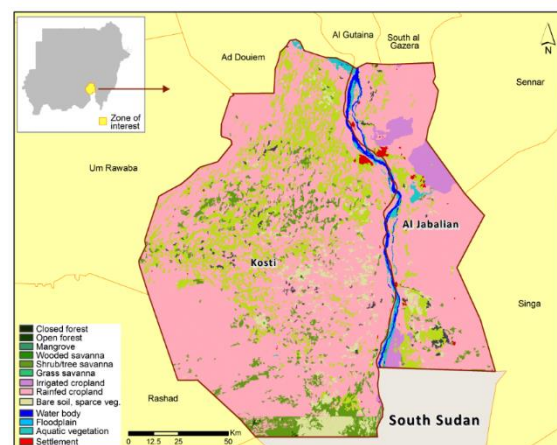 Al Gutaina
South al
Gazera
Ad Douiem
N
Sennar
Zone of
interest
Um Rawaba
Al Jabalian
Kosti
Singa
Closed forest
Open forest
Mangrove
Wooded savanna
Shrub/tree savanna
Grass savanna
Irrigated cropland
Rainfed cropland
Bare soil, sparce veg.
Water body
Floodplain
Aquatic vegetation
Settlement
Rashad
South Sudan
Km
0 12.5 25 50